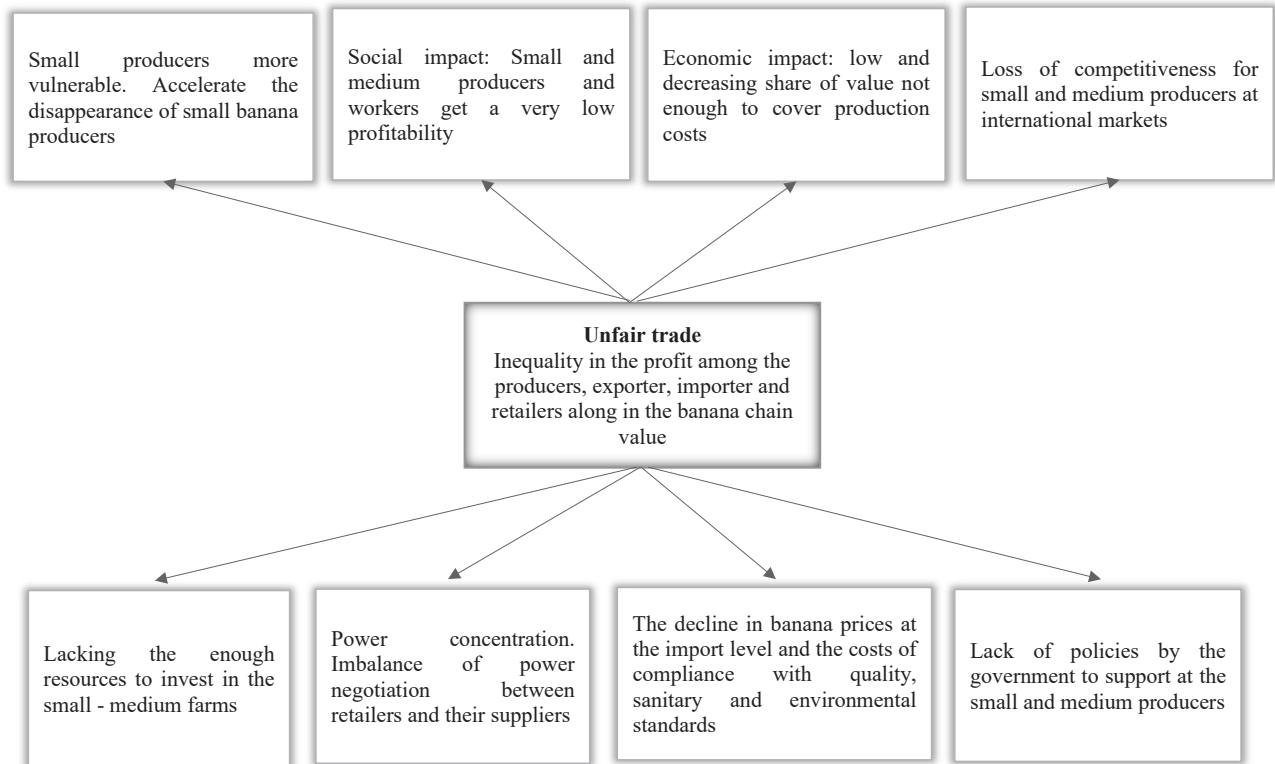 Small producers more
vulnerable. Accelerate the
disappearance of small banana
producers
Social impact: Small and
medium producers and
workers get a very low
profitability
Economic impact: low and
decreasing share of value not
enough to cover production
costs
Loss of competitiveness for
small and medium producers at
international markets
Unfair trade
Inequality in the profit among the
producers, exporter, importer and
retailers along in the banana chain
value
Lacking the enough
resources to invest in the
small - medium farms
Power concentration.
Imbalance of power
negotiation between
retailers and their suppliers
The decline in banana prices at
the import level and the costs of
compliance with quality,
sanitary and environmental
standards
Lack of policies by the
government to support at the
small and medium producers